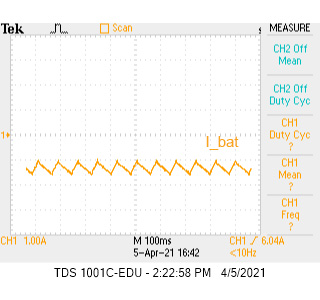 Tek
Scan
MEASURE
CH2 Off
Mean
CH2 Off
Duty Cyc
1
CH1
Duty Cyc
?
I_bat
CH1
Mean
?
CH1
Freq
?
CH1 1.00A
M 100ms
CH1 / 6.04A
5-Apr-21 16:42
<10Hz
TDS 1001C-EDU - 2:22:58 PM 4/5/2021